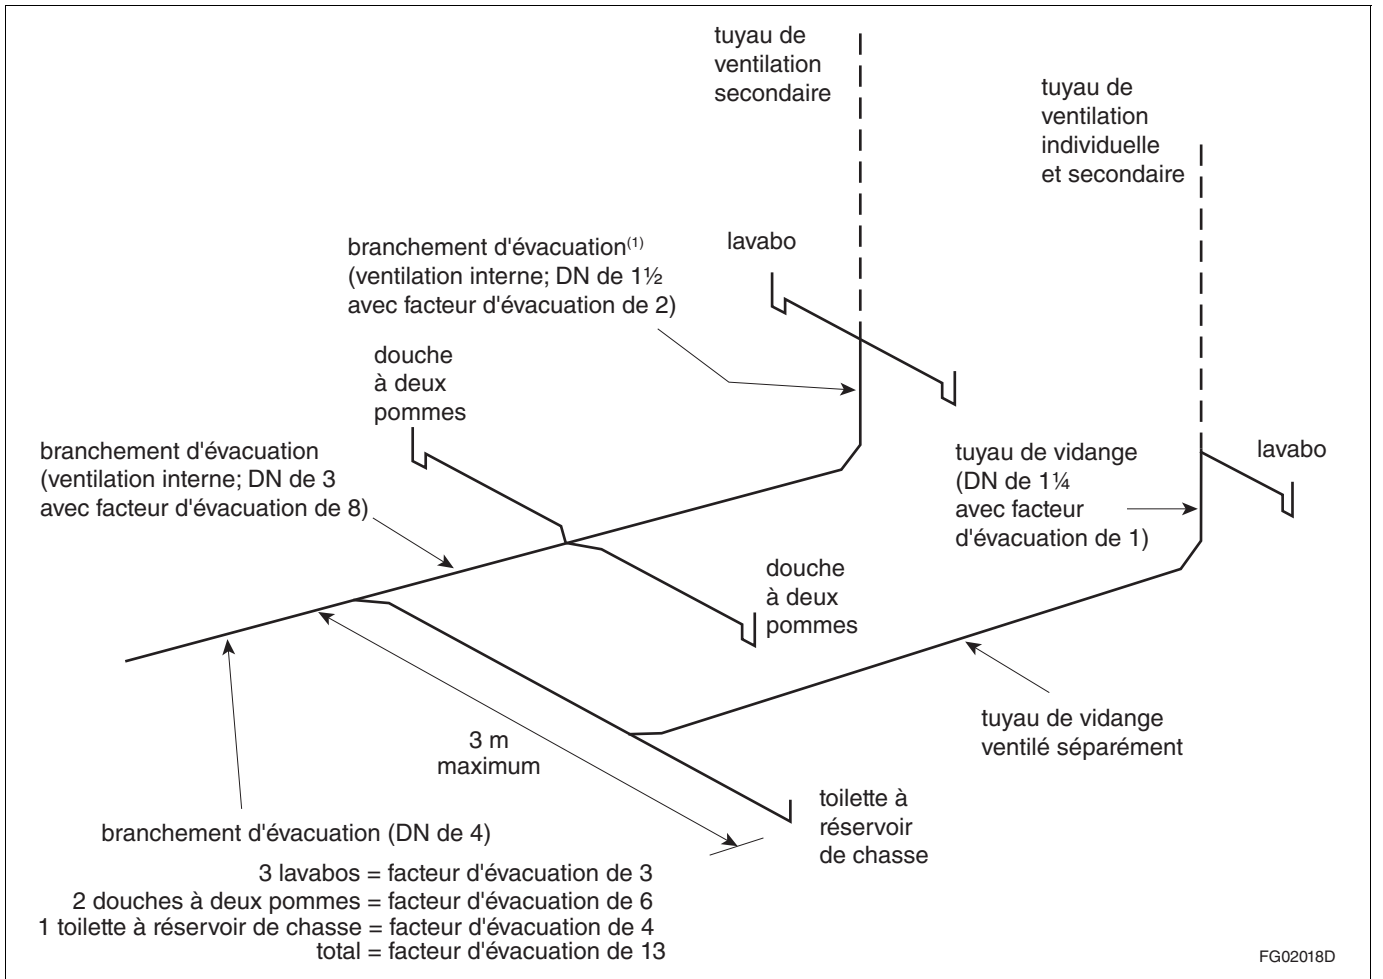 tuyau de
ventilation
secondaire
tuyau de
ventilation
individuelle
et secondaire
branchement d'évacuation(1)
(ventilation interne; DN de 1½
avec facteur d'évacuation de 2)
lavabo
douche
à deux
pommes
branchement d'évacuation
(ventilation interne; DN de 3
avec facteur d'évacuation de 8)
tuyau de vidange
(DN de 1¼
avec facteur
d'évacuation de 1)
lavabo
douche
à deux
pommes
tuyau de vidange
ventilé séparément
3 m
maximum
toilette à
réservoir
de chasse
branchement d'évacuation (DN de 4)
3 lavabos = facteur d'évacuation de 3
2 douches à deux pommes = facteur d'évacuation de 6
1 toilette à réservoir de chasse = facteur d'évacuation de 4
total = facteur d'évacuation de 13
FG02018D